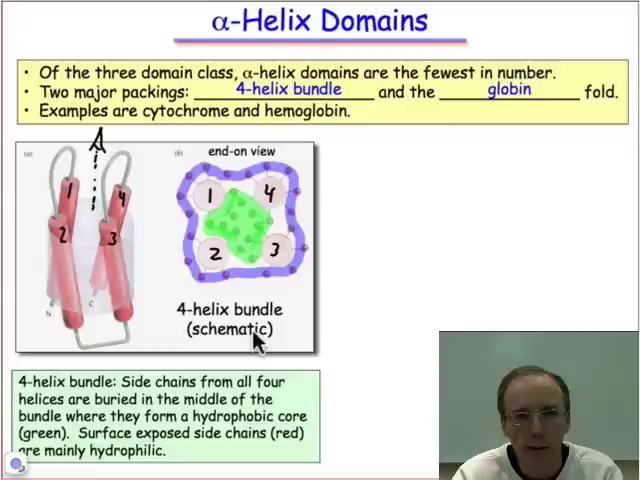 α-Helix Domains
• Of the three domain class, α-helix domains are the fewest in number.
• Two major packings: 4-helix bundle and the globin fold.
• Examples are cytochrome and hemoglobin.
(a)
(b) end-on view
1
4
2
3
N
C
1
4
2
3
4-helix bundle
(schematic)
4-helix bundle: Side chains from all four
helices are buried in the middle of the
bundle where they form a hydrophobic core
(green). Surface exposed side chains (red)
are mainly hydrophilic.